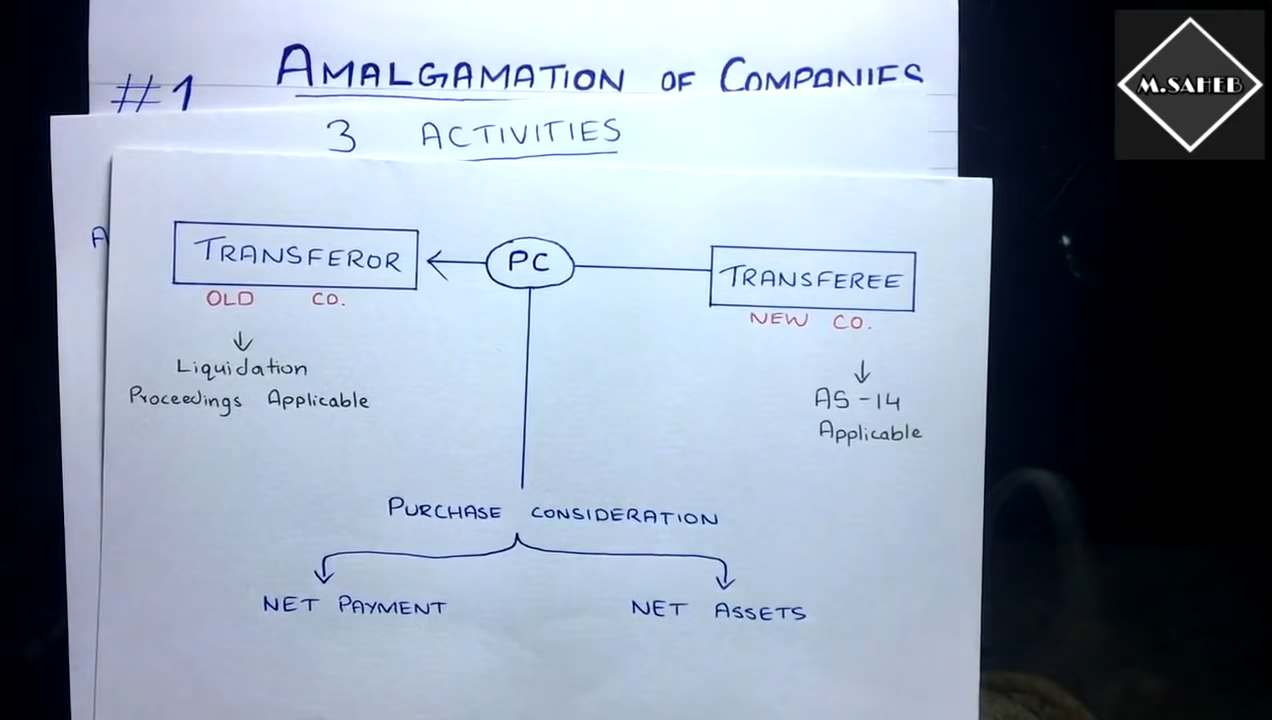 #1 AMALGAMATION OF COMPANIES
M.SAHEB
3 ACTIVITIES
A
TRANSFEROR
PC
TRANSFEREE
OLD CO.
NEW CO.
Liquidation
Proceedings Applicable
AS-14
Applicable
PURCHASE CONSIDERATION
NET PAYMENT
NET ASSETS